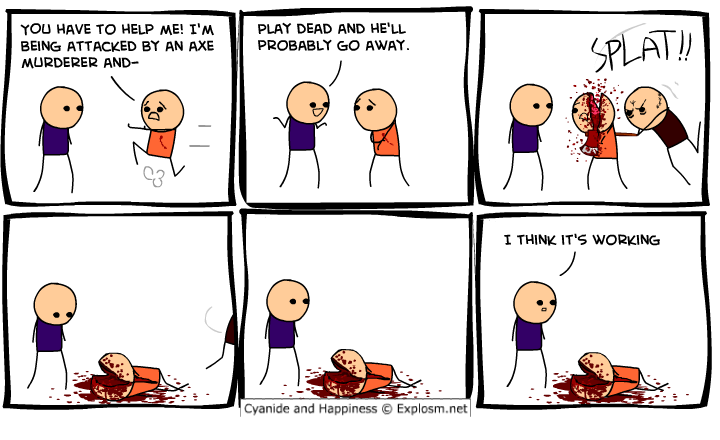 YOU HAVE TO HELP ME! I'M
BEING ATTACKED BY AN AXE
MURDERER AND-
PLAY DEAD AND HE'LL
PROBABLY GO AWAY.
SPLAT!!
I THINK IT'S WORKING
Cyanide and Happiness © Explosm.net